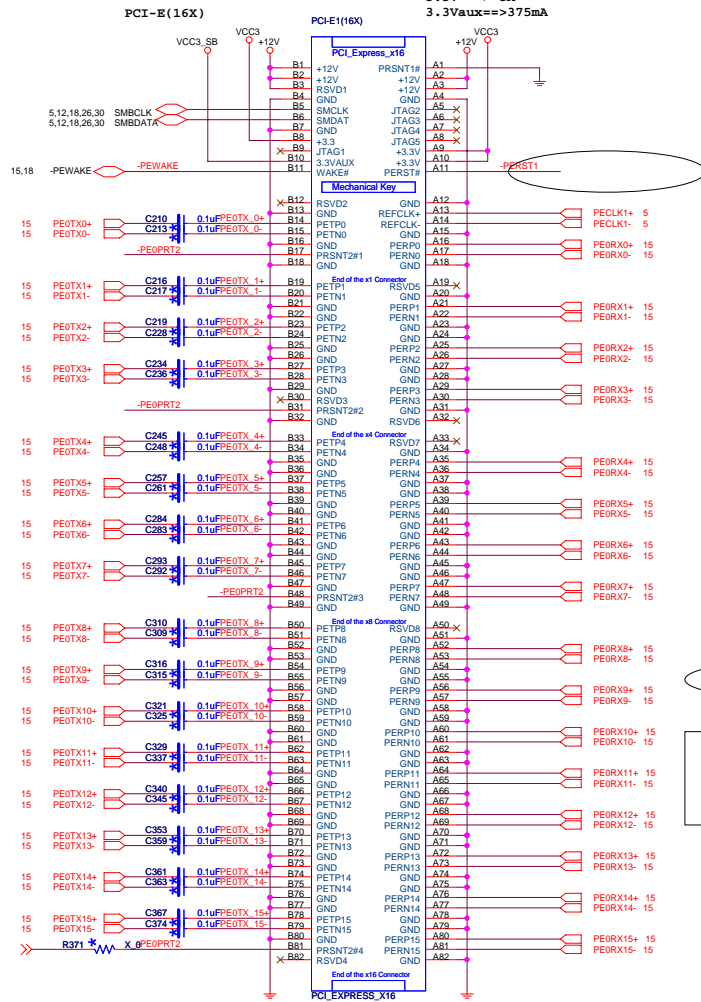 3.3Vaux==>375mA
PCI-E(16X)
PCI-E1(16X)
VCC3_SB VCC3 +12V +12V VCC3
PCI_Express_x16
B1 +12V PRSNT1# A1
B2 +12V +12V A2
B3 RSVD1 +12V A3
B4 GND GND A4
5,12,18,26,30 SMBCLK B5 SMCLK JTAG2 A5
5,12,18,26,30 SMBDATA B6 SMDAT JTAG3 A6
B7 GND JTAG4 A7
B8 +3.3 JTAG5 A8
B9 JTAG1 +3.3V A9
B10 3.3VAUX +3.3V A10
15,18 -PEWAKE -PEWAKE B11 WAKE# PERST# A11 -PERST1
Mechanical Key
B12 RSVD2 GND A12
B13 GND REFCLK+ A13 PECLK1+ 5
15 PE0TX0+ C210 0.1uF PE0TX_0+ B14 PETP0 REFCLK- A14 PECLK1- 5
15 PE0TX0- C213 0.1uF PE0TX_0- B15 PETN0 GND A15
B16 GND PERP0 A16 PE0RX0+ 15
-PE0PRT2 B17 PRSNT2#1 PERN0 A17 PE0RX0- 15
B18 GND GND A18
End of the x1 Connector
15 PE0TX1+ C216 0.1uF PE0TX_1+ B19 PETP1 RSVD5 A19
15 PE0TX1- C217 0.1uF PE0TX_1- B20 PETN1 GND A20
B21 GND PERP1 A21 PE0RX1+ 15
B22 GND PERN1 A22 PE0RX1- 15
15 PE0TX2+ C219 0.1uF PE0TX_2+ B23 PETP2 GND A23
15 PE0TX2- C228 0.1uF PE0TX_2- B24 PETN2 GND A24
B25 GND PERP2 A25 PE0RX2+ 15
B26 GND PERN2 A26 PE0RX2- 15
15 PE0TX3+ C234 0.1uF PE0TX_3+ B27 PETP3 GND A27
15 PE0TX3- C236 0.1uF PE0TX_3- B28 PETN3 GND A28
B29 GND PERP3 A29 PE0RX3+ 15
B30 RSVD3 PERN3 A30 PE0RX3- 15
-PE0PRT2 B31 PRSNT2#2 GND A31
B32 GND RSVD6 A32
End of the x4 Connector
15 PE0TX4+ C245 0.1uF PE0TX_4+ B33 PETP4 RSVD7 A33
15 PE0TX4- C248 0.1uF PE0TX_4- B34 PETN4 GND A34
B35 GND PERP4 A35 PE0RX4+ 15
B36 GND PERN4 A36 PE0RX4- 15
15 PE0TX5+ C257 0.1uF PE0TX_5+ B37 PETP5 GND A37
15 PE0TX5- C261 0.1uF PE0TX_5- B38 PETN5 GND A38
B39 GND PERP5 A39 PE0RX5+ 15
B40 GND PERN5 A40 PE0RX5- 15
15 PE0TX6+ C284 0.1uF PE0TX_6+ B41 PETP6 GND A41
15 PE0TX6- C283 0.1uF PE0TX_6- B42 PETN6 GND A42
B43 GND PERP6 A43 PE0RX6+ 15
B44 GND PERN6 A44 PE0RX6- 15
15 PE0TX7+ C293 0.1uF PE0TX_7+ B45 PETP7 GND A45
15 PE0TX7- C292 0.1uF PE0TX_7- B46 PETN7 GND A46
B47 GND PERP7 A47 PE0RX7+ 15
-PE0PRT2 B48 PRSNT2#3 PERN7 A48 PE0RX7- 15
B49 GND GND A49
End of the x8 Connector
15 PE0TX8+ C310 0.1uF PE0TX_8+ B50 PETP8 RSVD8 A50
15 PE0TX8- C309 0.1uF PE0TX_8- B51 PETN8 GND A51
B52 GND PERP8 A52 PE0RX8+ 15
B53 GND PERN8 A53 PE0RX8- 15
15 PE0TX9+ C316 0.1uF PE0TX_9+ B54 PETP9 GND A54
15 PE0TX9- C315 0.1uF PE0TX_9- B55 PETN9 GND A55
B56 GND PERP9 A56 PE0RX9+ 15
B57 GND PERN9 A57 PE0RX9- 15
15 PE0TX10+ C321 0.1uF PE0TX_10+ B58 PETP10 GND A58
15 PE0TX10- C325 0.1uF PE0TX_10- B59 PETN10 GND A59
B60 GND PERP10 A60 PE0RX10+ 15
B61 GND PERN10 A61 PE0RX10- 15
15 PE0TX11+ C329 0.1uF PE0TX_11+ B62 PETP11 GND A62
15 PE0TX11- C337 0.1uF PE0TX_11- B63 PETN11 GND A63
B64 GND PERP11 A64 PE0RX11+ 15
B65 GND PERN11 A65 PE0RX11- 15
15 PE0TX12+ C340 0.1uF PE0TX_12+ B66 PETP12 GND A66
15 PE0TX12- C345 0.1uF PE0TX_12- B67 PETN12 GND A67
B68 GND PERP12 A68 PE0RX12+ 15
B69 GND PERN12 A69 PE0RX12- 15
15 PE0TX13+ C353 0.1uF PE0TX_13+ B70 PETP13 GND A70
15 PE0TX13- C359 0.1uF PE0TX_13- B71 PETN13 GND A71
B72 GND PERP13 A72 PE0RX13+ 15
B73 GND PERN13 A73 PE0RX13- 15
15 PE0TX14+ C361 0.1uF PE0TX_14+ B74 PETP14 GND A74
15 PE0TX14- C363 0.1uF PE0TX_14- B75 PETN14 GND A75
B76 GND PERP14 A76 PE0RX14+ 15
B77 GND PERN14 A77 PE0RX14- 15
15 PE0TX15+ C367 0.1uF PE0TX_15+ B78 PETP15 GND A78
15 PE0TX15- C374 0.1uF PE0TX_15- B79 PETN15 GND A79
B80 GND PERP15 A80 PE0RX15+ 15
R371 X_0 -PE0PRT2 B81 PRSNT2#4 PERN15 A81 PE0RX15- 15
B82 RSVD4 GND A82
End of the x16 Connector
PCI_EXPRESS_X16